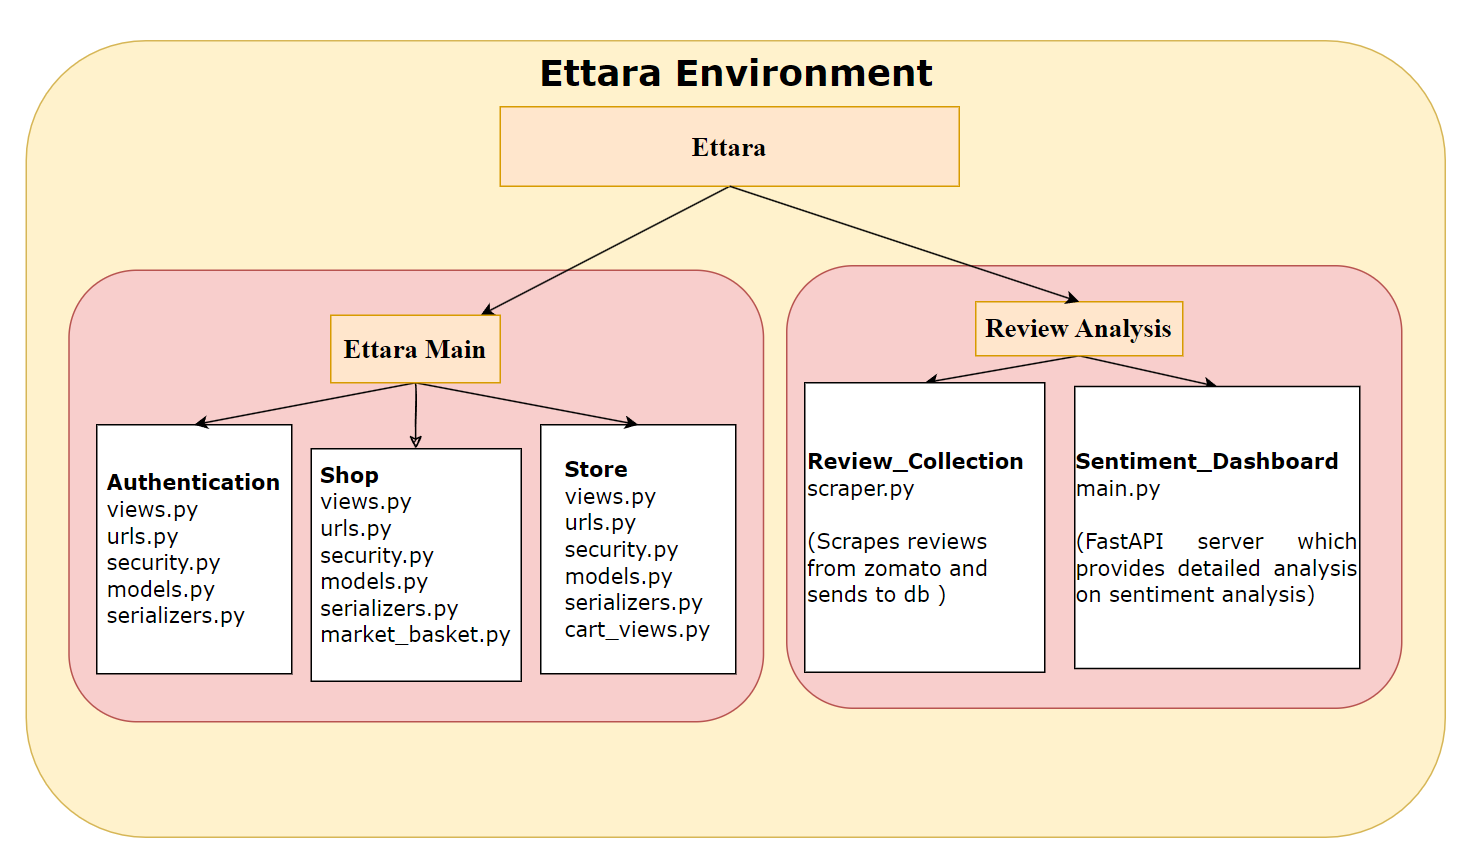 Ettara Environment
Ettara
Ettara Main
Authentication
views.py
urls.py
security.py
models.py
serializers.py
Shop
views.py
urls.py
security.py
models.py
serializers.py
market_basket.py
Store
views.py
urls.py
security.py
models.py
serializers.py
cart_views.py
Review Analysis
Review_Collection
scraper.py
(Scrapes reviews
from zomato and
sends to db )
Sentiment_Dashboard
main.py
(FastAPI server which
provides detailed analysis
on sentiment analysis)